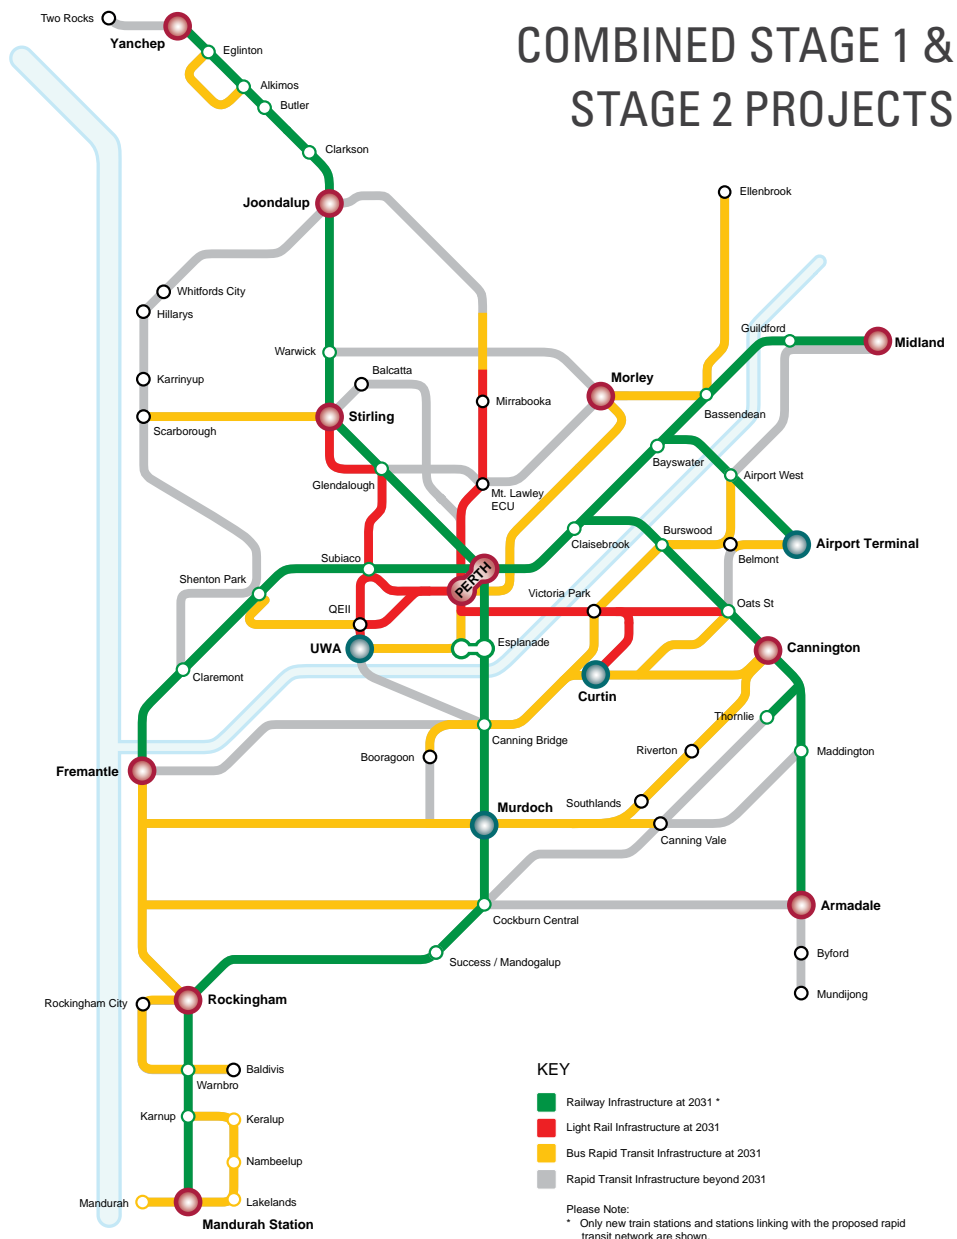 COMBINED STAGE 1 &
STAGE 2 PROJECTS
Two Rocks
Yanchep
Eglinton
Alkimos
Butler
Clarkson
Joondalup
Ellenbrook
Whitfords City
Hillarys
Guildford
Midland
Warwick
Balcatta
Karrinyup
Morley
Mirrabooka
Stirling
Bassendean
Scarborough
Bayswater
Airport West
Glendalough
Mt. Lawley
ECU
Burswood
Claisebrook
Airport Terminal
Belmont
Subiaco
Shenton Park
PERTH
Victoria Park
Oats St
QEII
UWA
Esplanade
Cannington
Claremont
Curtin
Thornlie
Canning Bridge
Riverton
Maddington
Booragoon
Fremantle
Southlands
Murdoch
Canning Vale
Armadale
Cockburn Central
Byford
Success / Mandogalup
Mundijong
Rockingham
Rockingham City
Baldivis
Warnbro
Karnup
Keralup
Nambeelup
Mandurah
Lakelands
Mandurah Station
KEY
Railway Infrastructure at 2031 *
Light Rail Infrastructure at 2031
Bus Rapid Transit Infrastructure at 2031
Rapid Transit Infrastructure beyond 2031
Please Note:
* Only new train stations and stations linking with the proposed rapid
transit network are shown.